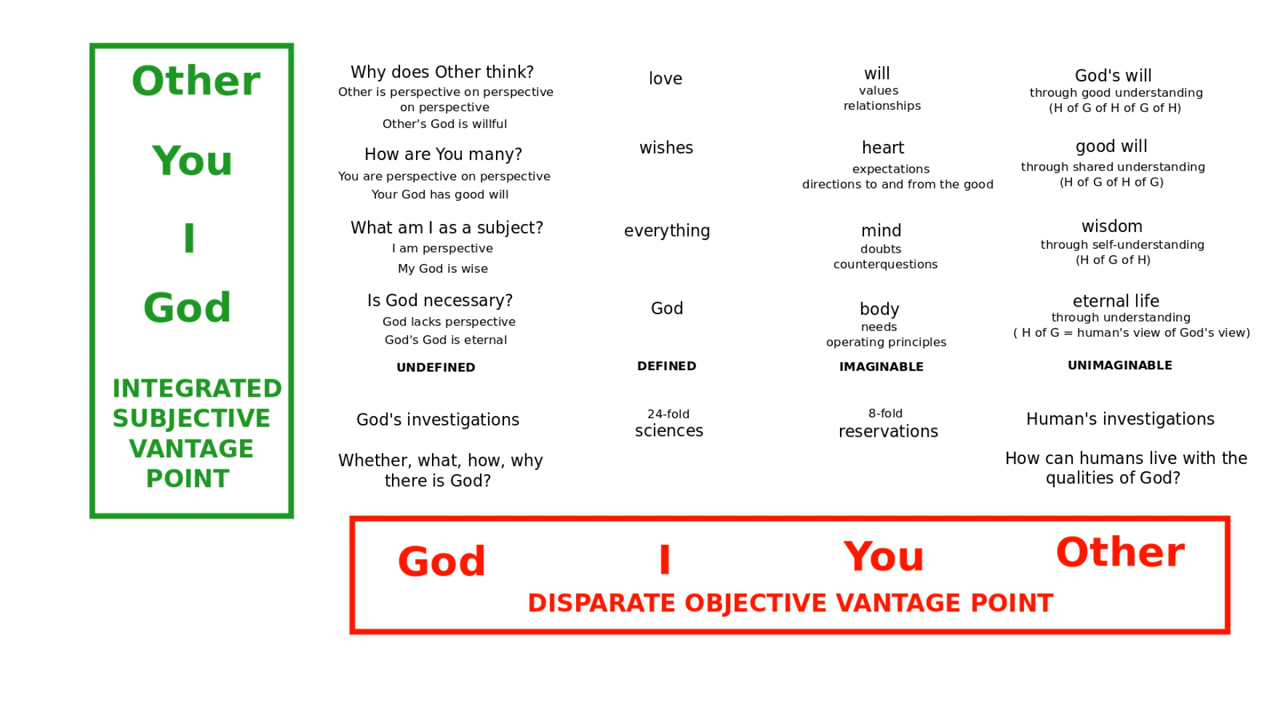 Other
You
I
God
INTEGRATED
SUBJECTIVE
VANTAGE
POINT
Why does Other think?
Other is perspective on perspective
on perspective
Other's God is willful
love
will
values
relationships
God's will
through good understanding
(H of G of H of G of H)
How are You many?
You are perspective on perspective
Your God has good will
wishes
heart
expectations
directions to and from the good
good will
through shared understanding
(H of G of H of G)
What am I as a subject?
I am perspective
My God is wise
everything
mind
doubts
counterquestions
wisdom
through self-understanding
(H of G of H)
Is God necessary?
God lacks perspective
God's God is eternal
God
body
needs
operating principles
eternal life
through understanding
( H of G = human's view of God's view)
UNDEFINED
DEFINED
IMAGINABLE
UNIMAGINABLE
God's investigations
24-fold
sciences
8-fold
reservations
Human's investigations
Whether, what, how, why
there is God?
How can humans live with the
qualities of God?
God
I
You
Other
DISPARATE OBJECTIVE VANTAGE POINT